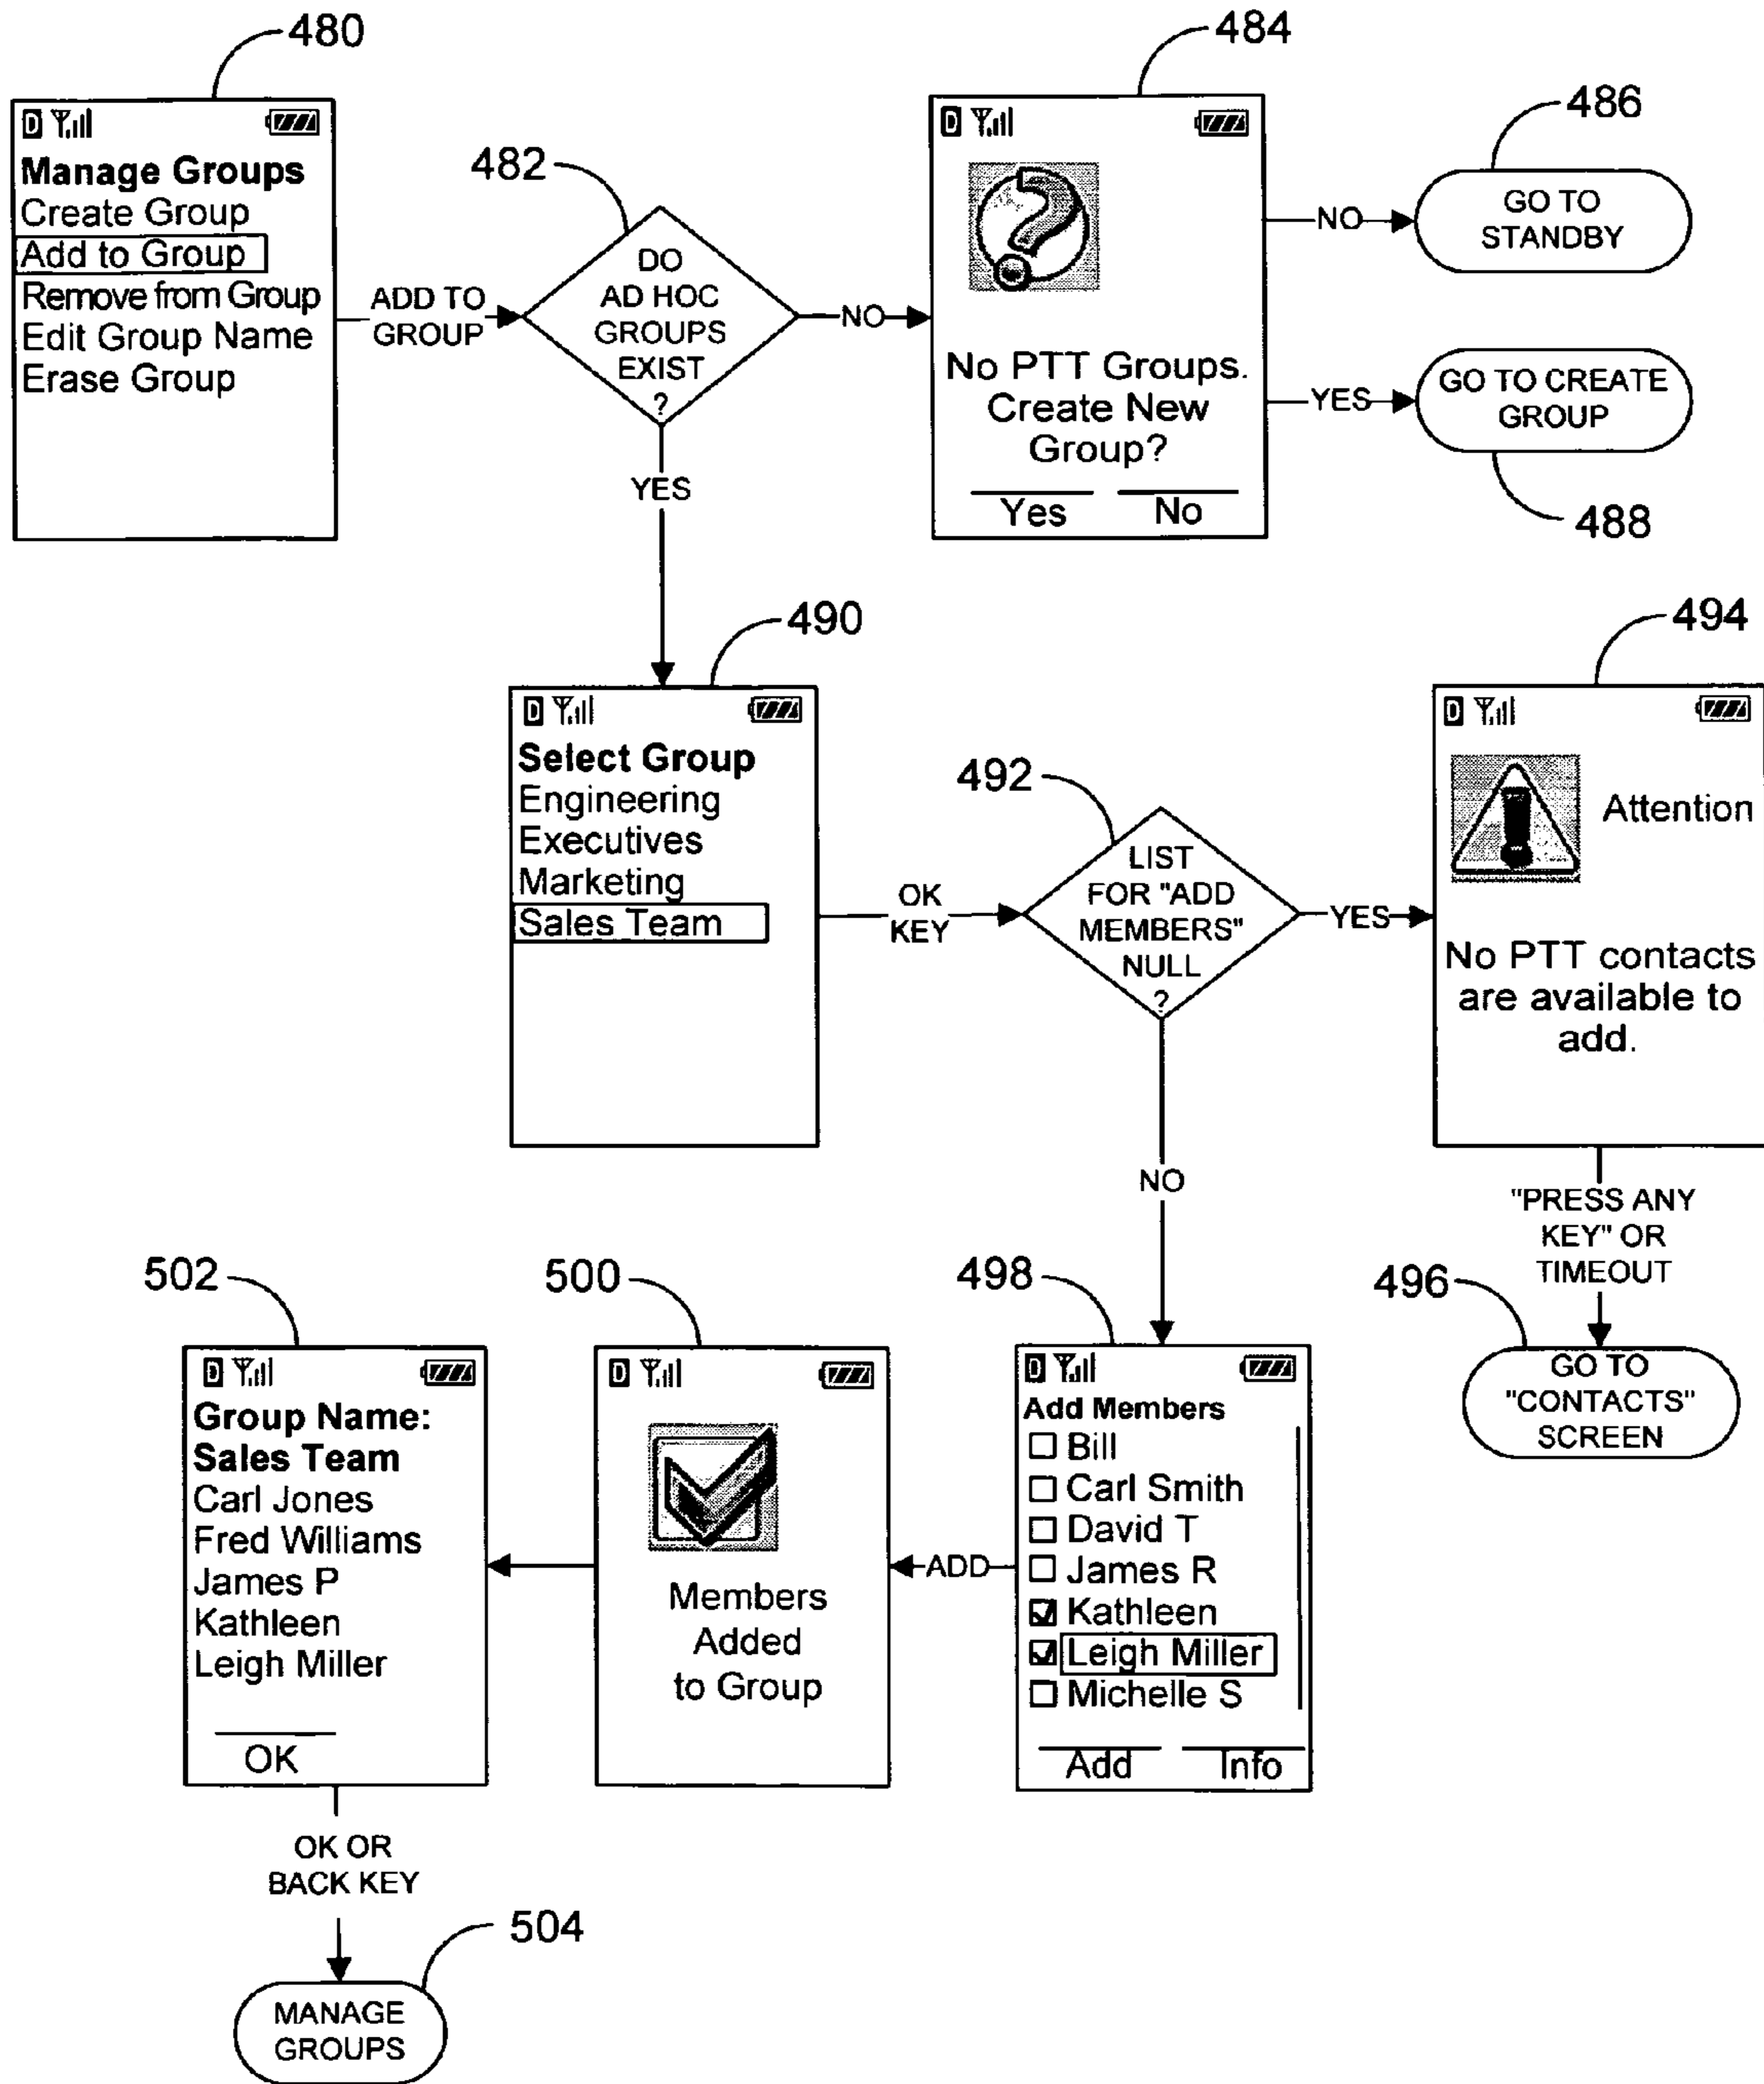 480
D
Manage Groups
Create Group
Add to Group
Remove from Group
Edit Group Name
Erase Group
ADD TO
GROUP
482
DO
AD HOC
GROUPS
EXIST
?
NO
YES
484
D
?
No PTT Groups.
Create New
Group?
Yes No
NO
486
GO TO
STANDBY
YES
GO TO CREATE
GROUP
488
490
D
Select Group
Engineering
Executives
Marketing
Sales Team
OK
KEY
492
LIST
FOR "ADD
MEMBERS"
NULL
?
YES
NO
494
D
!
Attention
No PTT contacts
are available to
add.
"PRESS ANY
KEY" OR
TIMEOUT
496
GO TO
"CONTACTS"
SCREEN
498
D
Add Members
Bill
Carl Smith
David T
James R
Kathleen
Leigh Miller
Michelle S
Add Info
ADD
500
D
Members
Added
to Group
502
D
Group Name:
Sales Team
Carl Jones
Fred Williams
James P
Kathleen
Leigh Miller
OK
OK OR
BACK KEY
504
MANAGE
GROUPS